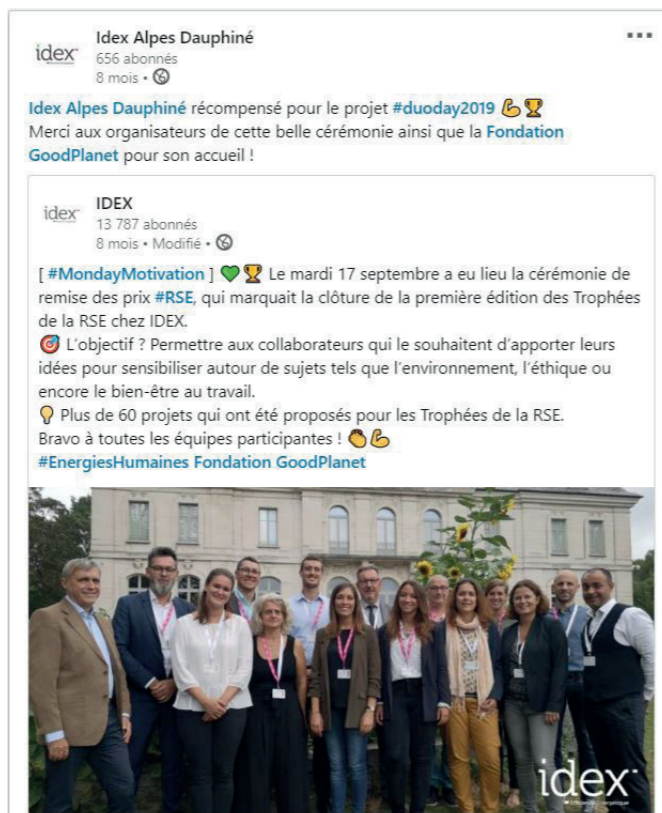 idex
Idex Alpes Dauphiné
656 abonnés
8 mois •
Idex Alpes Dauphiné récompensé pour le projet #duoday2019 💪🏆
Merci aux organisateurs de cette belle cérémonie ainsi que la Fondation
GoodPlanet pour son accueil !
idex
IDEX
13 787 abonnés
8 mois • Modifié •
[ #MondayMotivation ] 💚🏆 Le mardi 17 septembre a eu lieu la cérémonie de
remise des prix #RSE, qui marquait la clôture de la première édition des Trophées
de la RSE chez IDEX.
🎯 L'objectif ? Permettre aux collaborateurs qui le souhaitent d'apporter leurs
idées pour sensibiliser autour de sujets tels que l'environnement, l'éthique ou
encore le bien-être au travail.
💡 Plus de 60 projets qui ont été proposés pour les Trophées de la RSE.
Bravo à toutes les équipes participantes ! 👏💪
#EnergiesHumaines Fondation GoodPlanet
idex